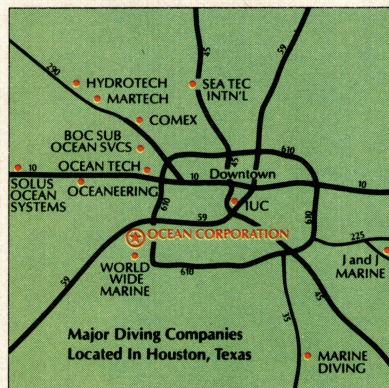 45
59
290
HYDROTECH
MARTECH
SEA TEC
INT'L
COMEX
BOC SUB
OCEAN SVCS
610
45
OCEAN TECH
10
10
Downtown
10
SOLUS
OCEAN
SYSTEMS
OCEANEERING
610
IUC
610
59
OCEAN CORPORATION
225
J and J
MARINE
WORLD
WIDE
MARINE
610
59
45
35
Major Diving Companies
Located In Houston, Texas
MARINE
DIVING